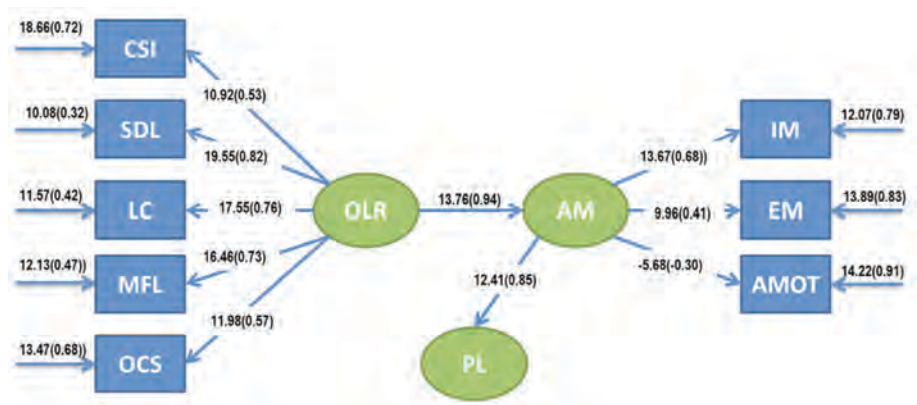 18.66(0.72)
CSI
10.92(0.53)
10.08(0.32)
SDL
IM
12.07(0.79)
19.55(0.82)
13.67(0.68))
11.57(0.42)
LC
17.55(0.76)
OLR
13.76(0.94)
AM
9.96(0.41)
EM
13.89(0.83)
12.13(0.47))
MFL
16.46(0.73)
-5.68(-0.30)
AMOT
14.22(0.91)
12.41(0.85)
11.98(0.57)
13.47(0.68))
OCS
PL